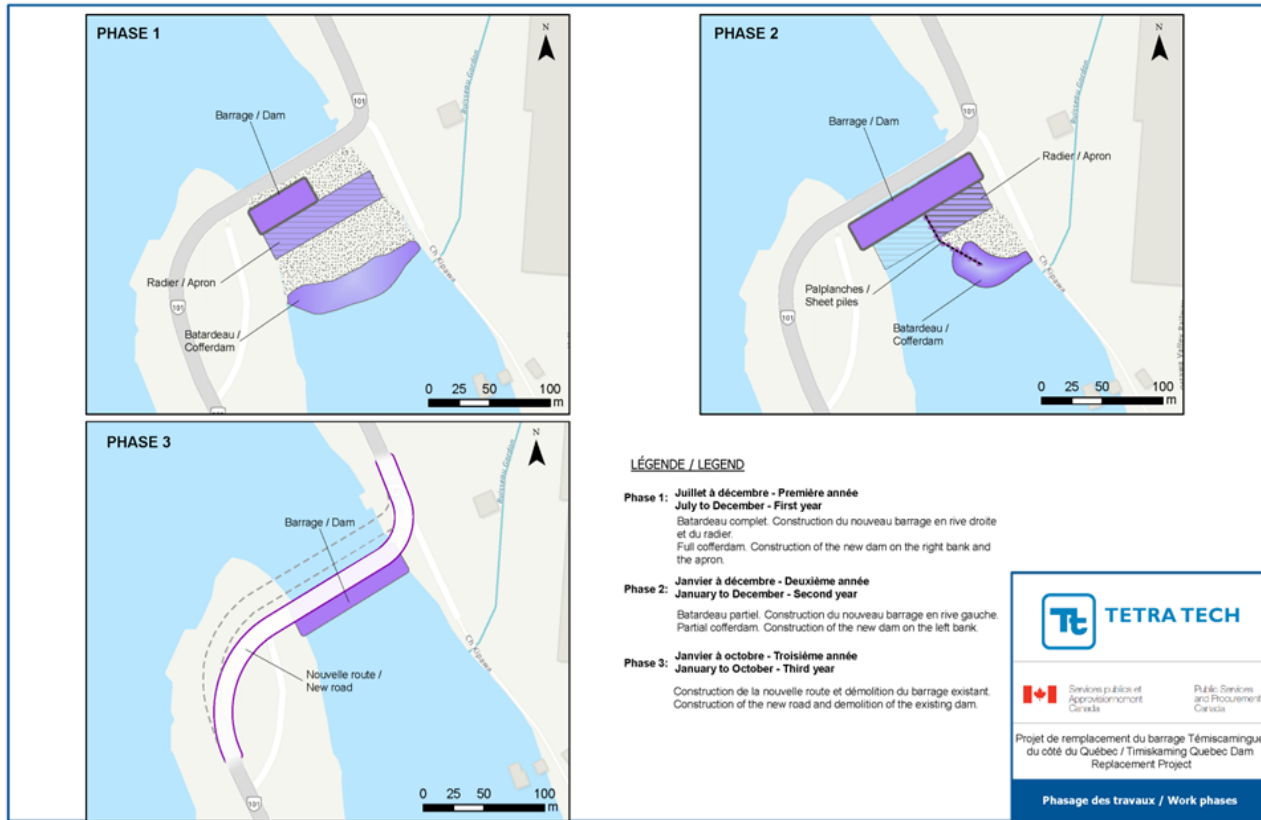 PHASE 1
N
101
Ruisseau Gordon
Barrage / Dam
Radier / Apron
Ch Kipawa
101
Batardeau /
Cofferdam
0 25 50 100
m
PHASE 2
N
101
Ruisseau Gordon
Barrage / Dam
Radier / Apron
Ch Kipawa
Palplanches /
Sheet piles
101
Batardeau /
Cofferdam
0 25 50 100
m
PHASE 3
N
Ruisseau Gordon
Barrage / Dam
Ch Kipawa
Nouvelle route /
New road
101
0 25 50 100
m
LÉGENDE / LEGEND
Phase 1: Juillet à décembre - Première année
July to December - First year
Batardeau complet. Construction du nouveau barrage en rive droite
et du radier.
Full cofferdam. Construction of the new dam on the right bank and
the apron.
Phase 2: Janvier à décembre - Deuxième année
January to December - Second year
Batardeau partiel. Construction du nouveau barrage en rive gauche.
Partial cofferdam. Construction of the new dam on the left bank.
Phase 3: Janvier à octobre - Troisième année
January to October - Third year
Construction de la nouvelle route et démolition du barrage existant.
Construction of the new road and demolition of the existing dam.
Tt TETRA TECH
Services publics et
Approvisionnement
Canada
Public Services
and Procurement
Canada
Projet de remplacement du barrage Témiscamingue
du côté du Québec / Timiskaming Quebec Dam
Replacement Project
Phasage des travaux / Work phases